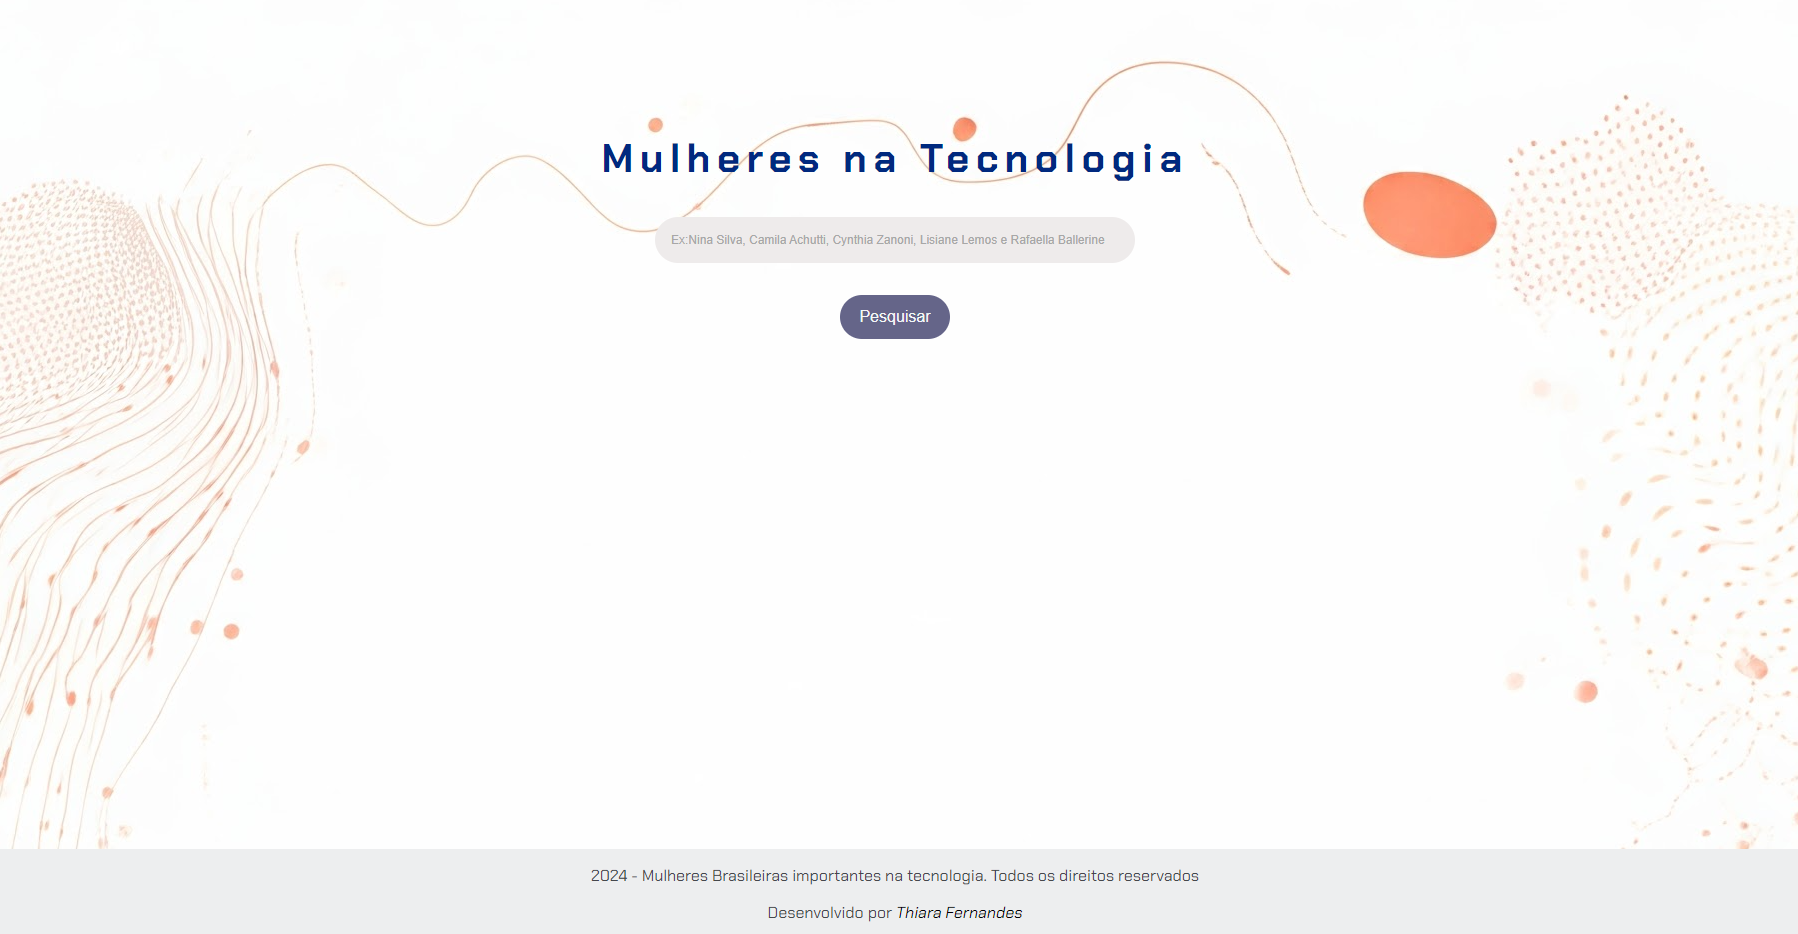 Mulheres na Tecnologia
Ex:Nina Silva, Camila Achutti, Cynthia Zanoni, Lisiane Lemos e Rafaella Ballerine
Pesquisar
2024 - Mulheres Brasileiras importantes na tecnologia. Todos os direitos reservados
Desenvolvido por Thiara Fernandes